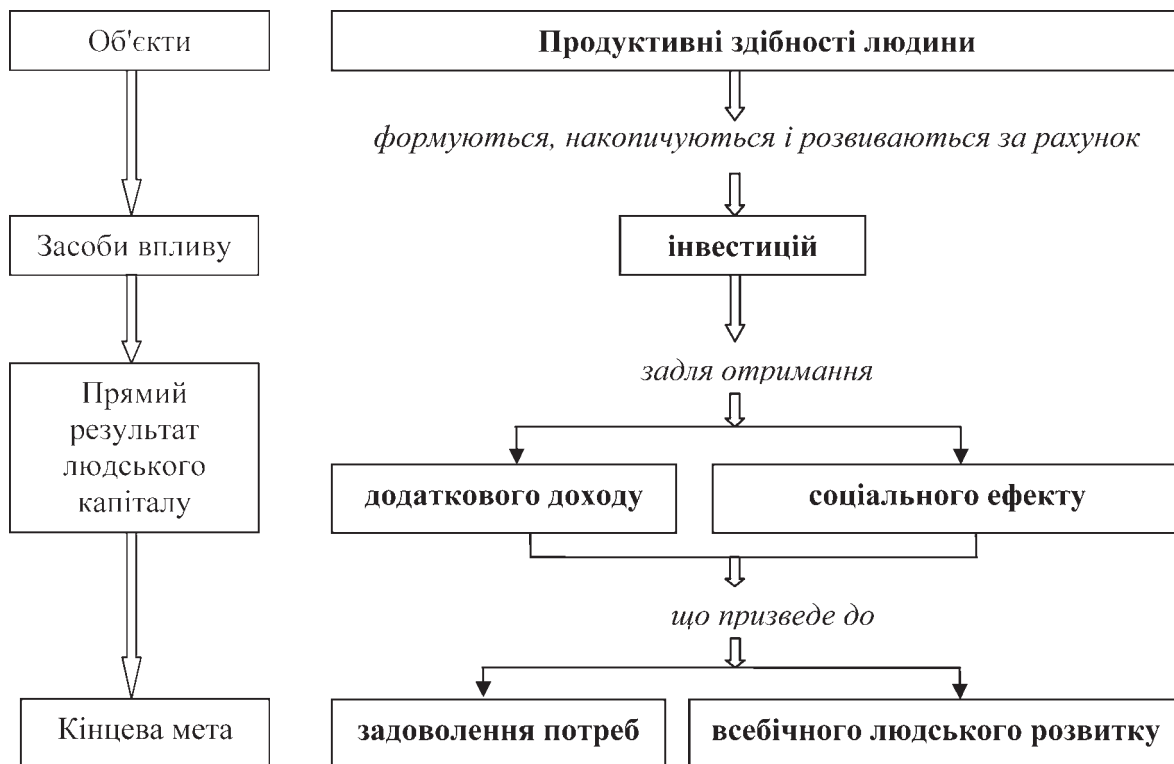 Об'єкти
Продуктивні здібності людини
формуються, накопичуються і розвиваються за рахунок
Засоби впливу
інвестицій
задля отримання
Прямий
результат
людського
капіталу
додаткового доходу
соціального ефекту
що призведе до
Кінцева мета
задоволення потреб
всебічного людського розвитку